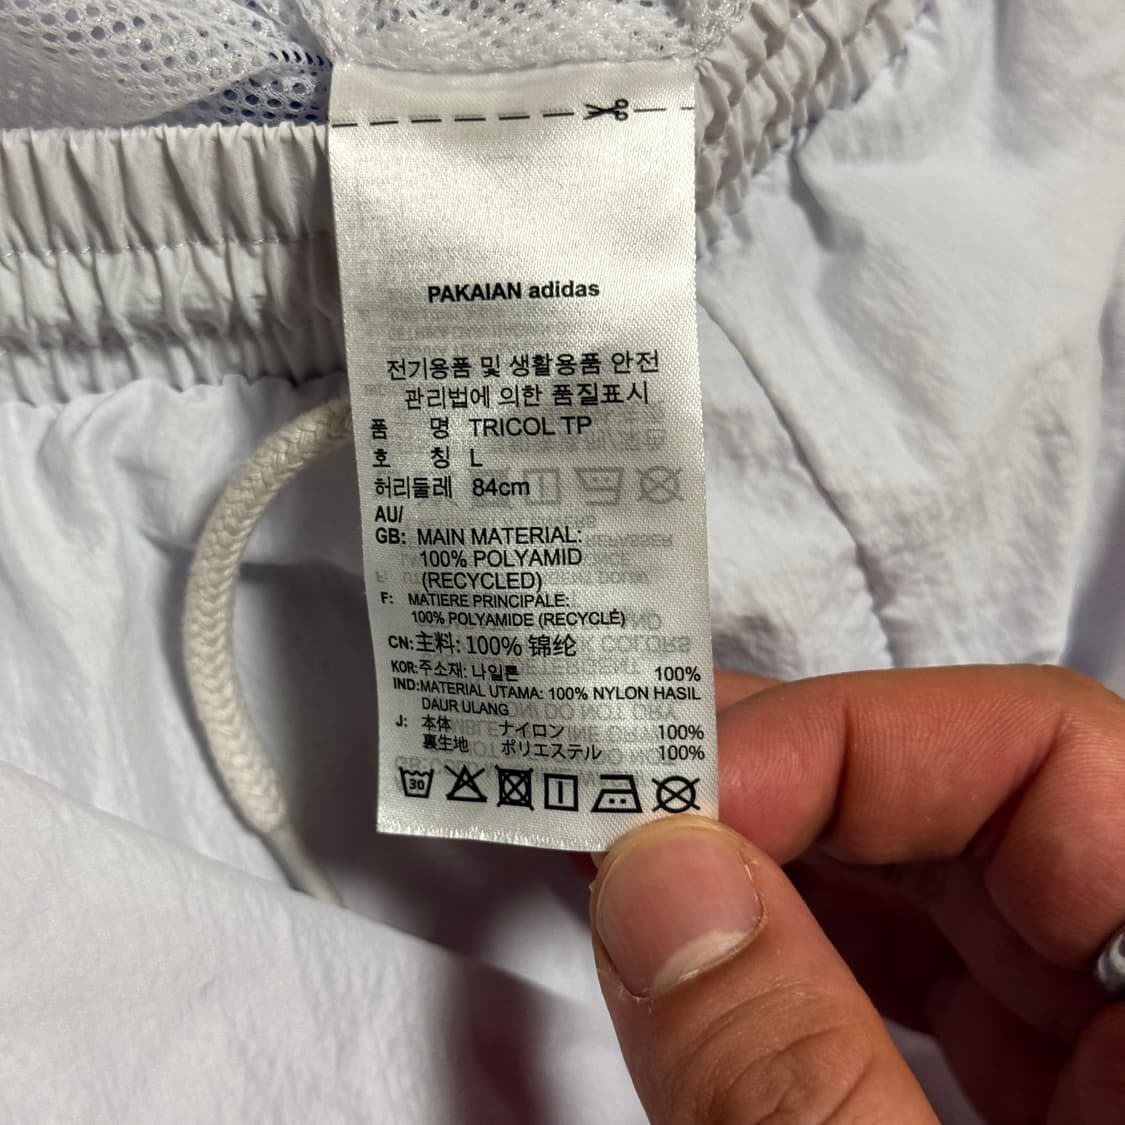 PAKAIAN adidas
전기용품 및 생활용품 안전
관리법에 의한 품질표시
품 명 TRICOL TP
호 칭 L
허리둘레 84cm
AU/
GB: MAIN MATERIAL:
100% POLYAMID
(RECYCLED)
F: MATIERE PRINCIPALE:
100% POLYAMIDE (RECYCLÉ)
CN:主料: 100% 锦纶
KOR:주소재: 나일론 100%
IND:MATERIAL UTAMA: 100% NYLON HASIL
DAUR ULANG
J: 本体 ナイロン 100%
裏生地 ポリエステル 100%
30